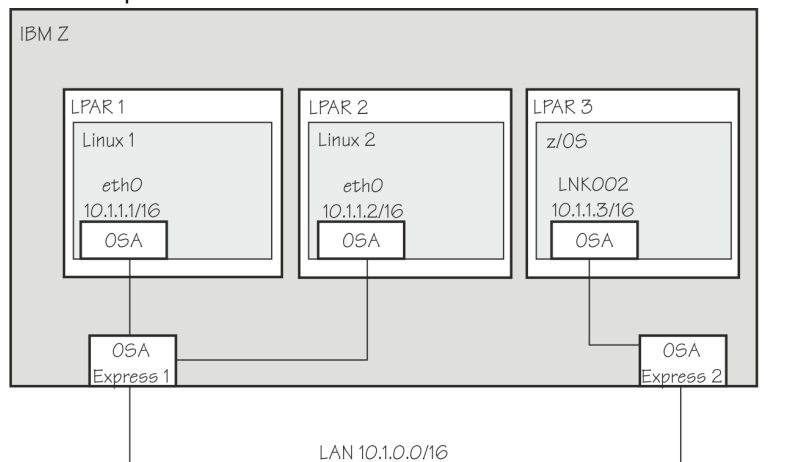 IBM Z
LPAR 1
Linux 1
eth0
10.1.1.1/16
OSA
LPAR 2
Linux 2
eth0
10.1.1.2/16
OSA
LPAR 3
z/OS
LNK002
10.1.1.3/16
OSA
OSA
Express 1
OSA
Express 2
LAN 10.1.0.0/16